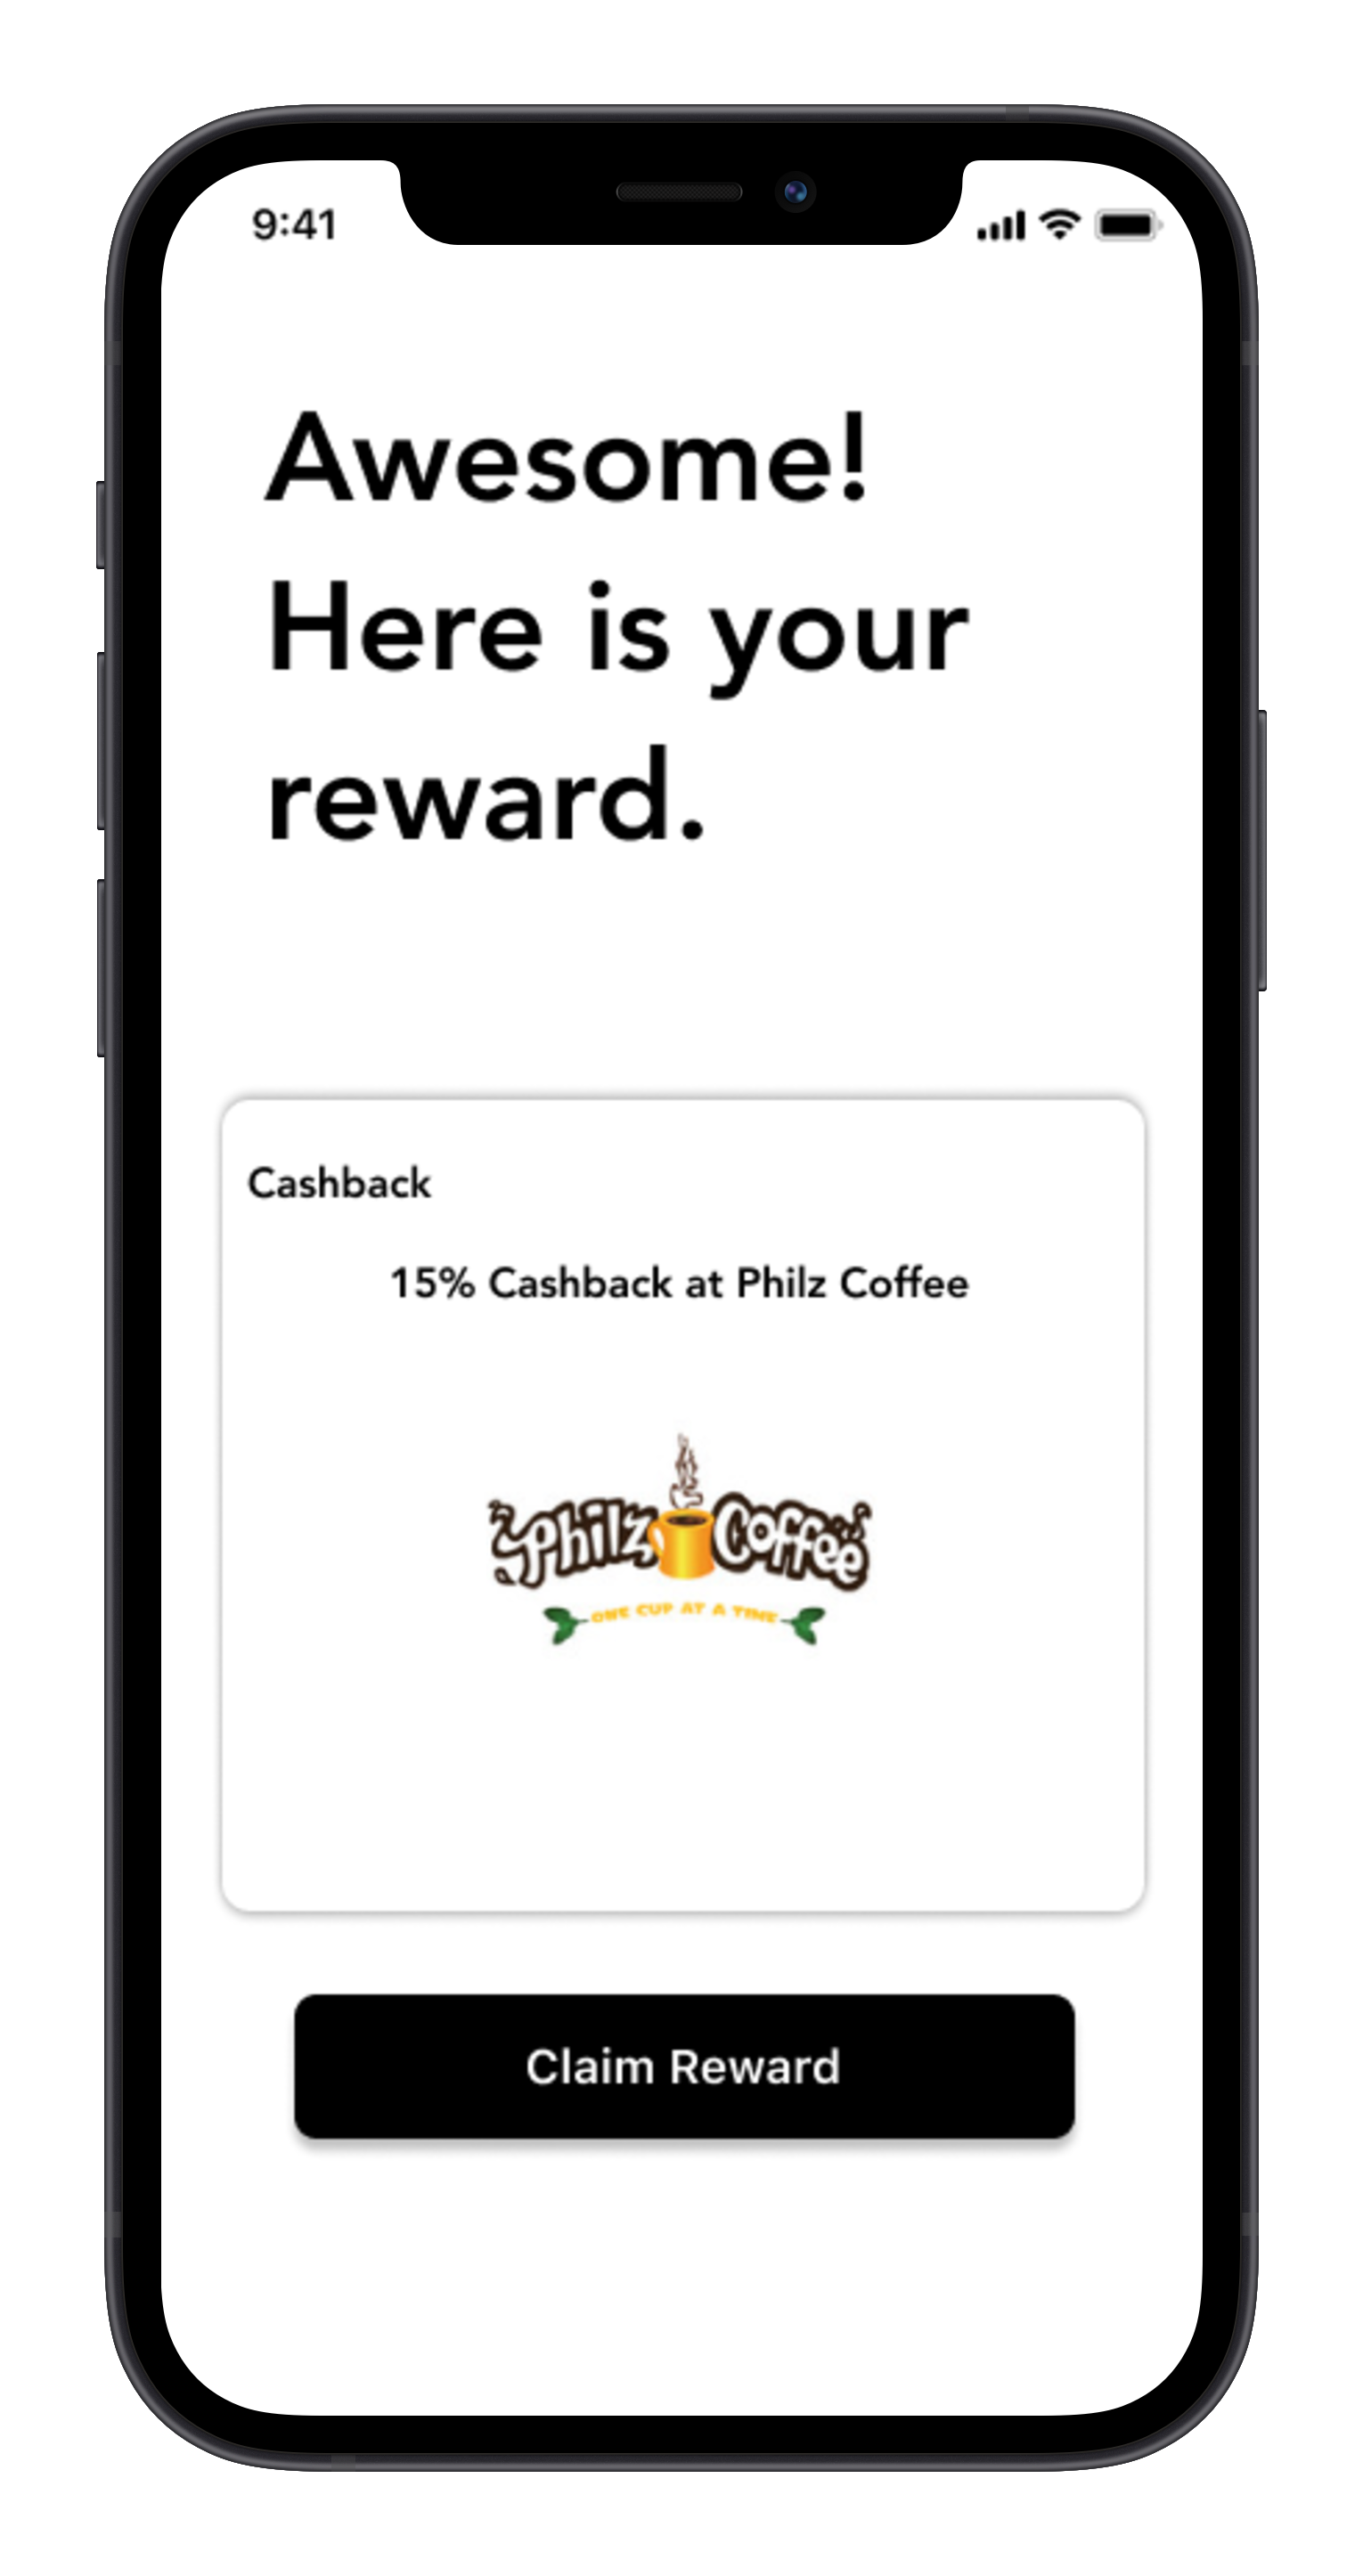 9:41
Awesome!
Here is your
reward.
Cashback
15% Cashback at Philz Coffee
Philz Coffee
ONE CUP AT A TIME
Claim Reward